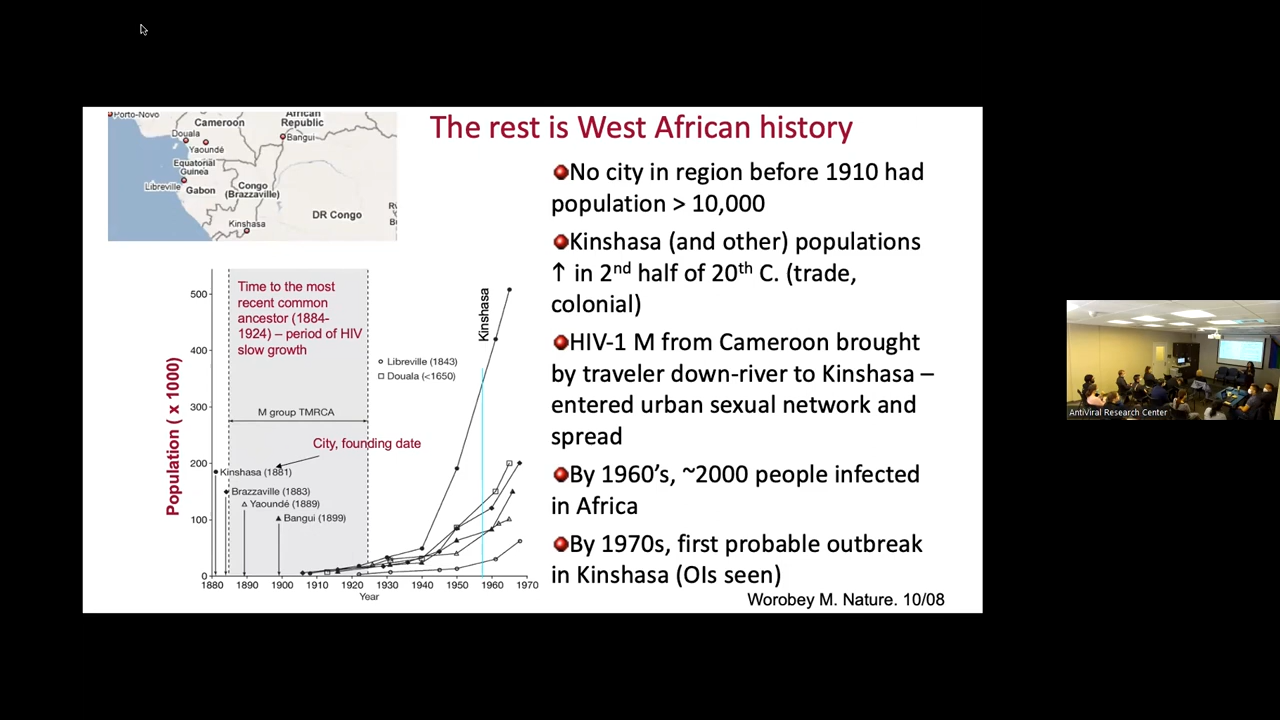 The rest is West African history
Porto-Novo
Cameroon
African
Republic
Douala
Bangui
Yaoundé
Equatorial
Guinea
Libreville
Gabon
Congo
(Brazzaville)
DR Congo
Kinshasa
No city in region before 1910 had
population > 10,000
Kinshasa (and other) populations
↑ in 2nd half of 20th C. (trade,
colonial)
HIV-1 M from Cameroon brought
by traveler down-river to Kinshasa –
entered urban sexual network and
spread
By 1960's, ~2000 people infected
in Africa
By 1970s, first probable outbreak
in Kinshasa (OIs seen)
Worobey M. Nature. 10/08
Population ( x 1000)
500
400
300
200
100
0
Time to the most
recent common
ancestor (1884-
1924) – period of HIV
slow growth
Kinshasa
Libreville (1843)
Douala (<1650)
M group TMRCA
City, founding date
Kinshasa (1881)
Brazzaville (1883)
Yaoundé (1889)
Bangui (1899)
1880 1890 1900 1910 1920 1930 1940 1950 1960 1970
Year
AntiViral Research Center